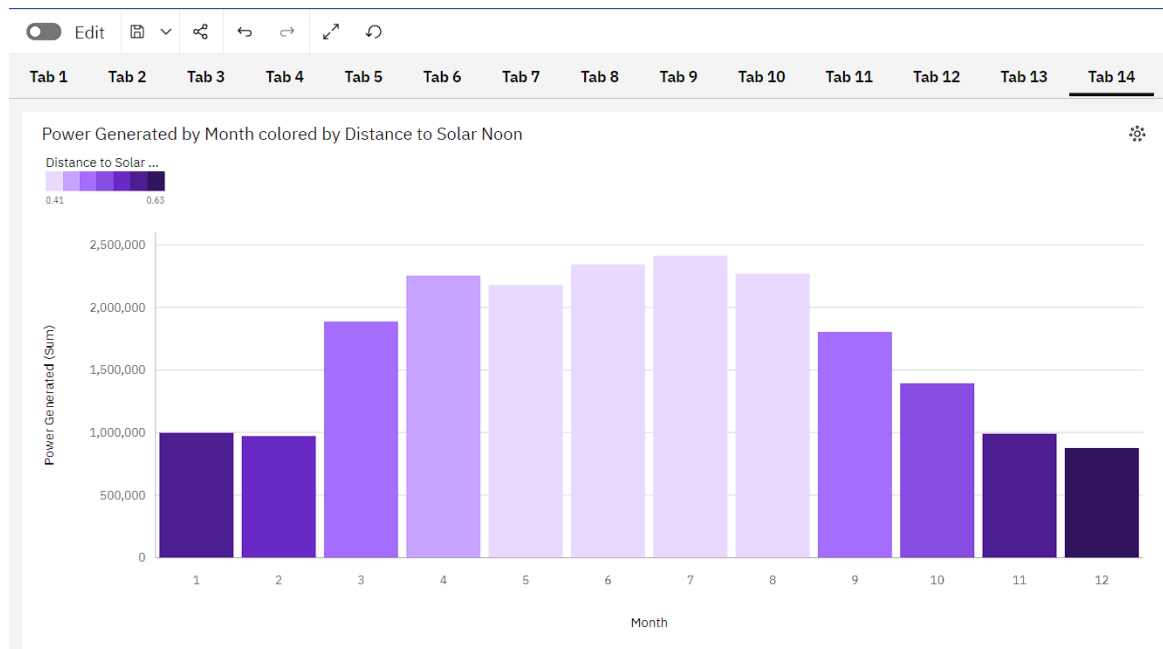 Edit
Tab 1 Tab 2 Tab 3 Tab 4 Tab 5 Tab 6 Tab 7 Tab 8 Tab 9 Tab 10 Tab 11 Tab 12 Tab 13 Tab 14
Power Generated by Month colored by Distance to Solar Noon
Distance to Solar ...
0.41 0.63
Power Generated (Sum)
2,500,000
2,000,000
1,500,000
1,000,000
500,000
0
1 2 3 4 5 6 7 8 9 10 11 12
Month